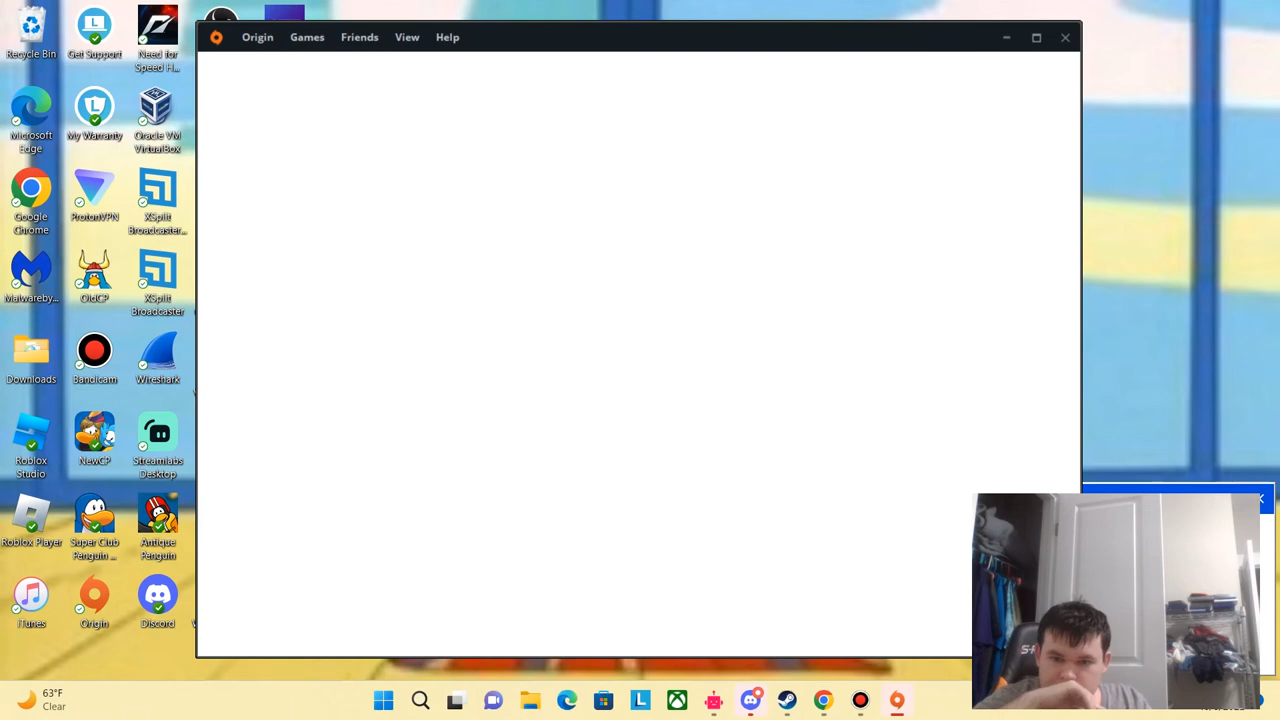 Origin Games Friends View Help
Recycle Bin
Get Support
Need for Speed H...
Microsoft Edge
My Warranty
Oracle VM VirtualBox
Google Chrome
ProtonVPN
XSplit Broadcaster...
Malwareby...
OldCP
XSplit Broadcaster
Downloads
Bandicam
Wireshark
Roblox Studio
NewCP
Streamlabs Desktop
Roblox Player
Super Club Penguin ...
Antique Penguin
iTunes
Origin
Discord
63°F
Clear